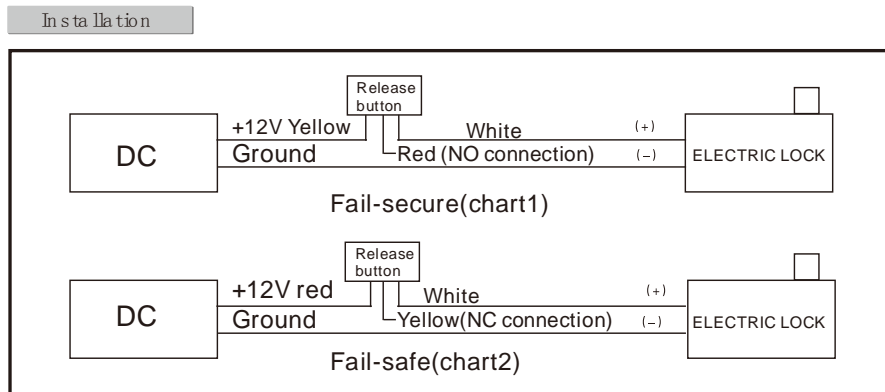 Installation
Release
button
+12V Yellow
White
(+)
DC
Ground
Red (NO connection)
(-)
ELECTRIC LOCK
Fail-secure(chart1)
Release
button
+12V red
White
(+)
DC
Ground
Yellow(NC connection)
(-)
ELECTRIC LOCK
Fail-safe(chart2)